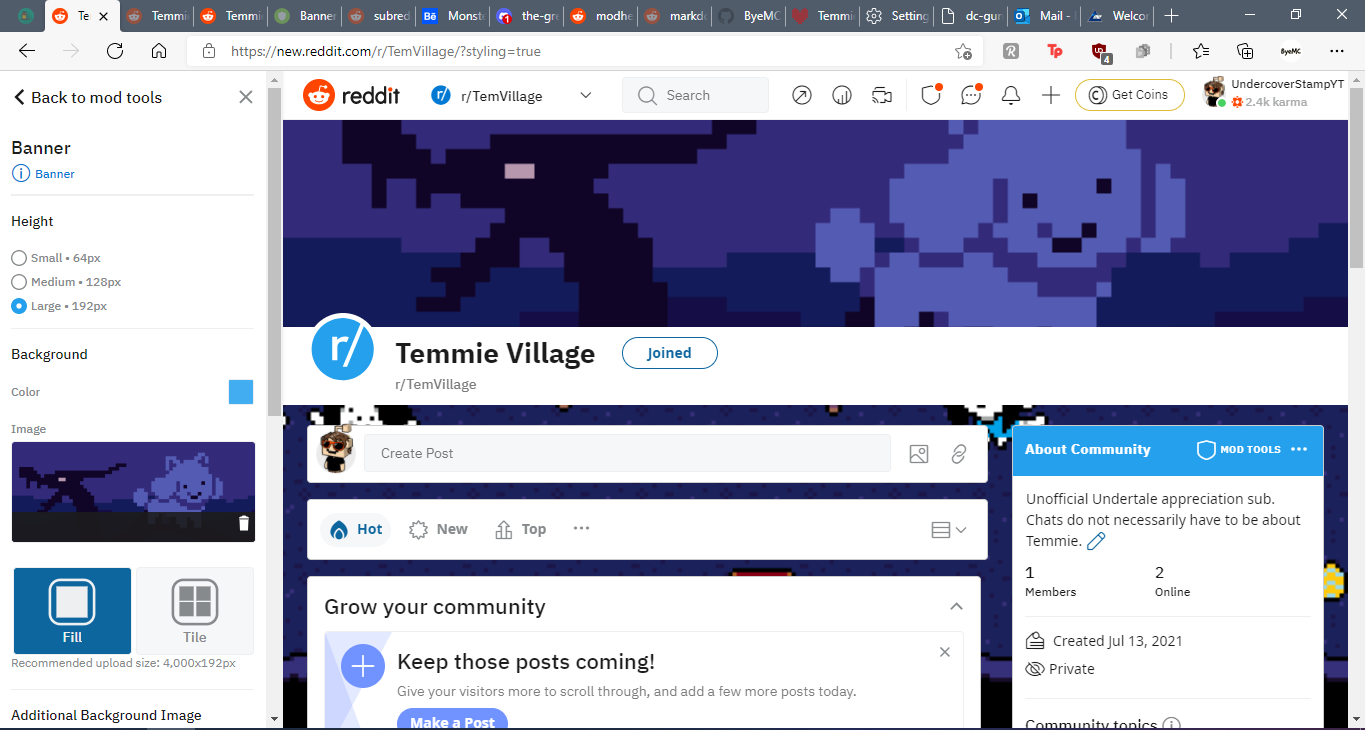 Te
Temmi
Temmi
Banner
subred
Monst
the-gre
modhe
markdo
ByeMC
Temmi
Setting
dc-gur
Mail -
Welco
https://new.reddit.com/r/TemVillage/?styling=true
4
ByeMC
Back to mod tools
reddit
r/TemVillage
Search
Get Coins
UndercoverStampYT
2.4k karma
Banner
Banner
Height
Small • 64px
Medium • 128px
Large • 192px
Background
Color
Image
Fill
Tile
Recommended upload size: 4,000x192px
Additional Background Image
r/
Temmie Village
Joined
r/TemVillage
Create Post
Hot
New
Top
Grow your community
Keep those posts coming!
Give your visitors more to scroll through, and add a few more posts today.
Make a Post
About Community
MOD TOOLS
Unofficial Undertale appreciation sub.
Chats do not necessarily have to be about
Temmie.
1
2
Members
Online
Created Jul 13, 2021
Private
Community topics